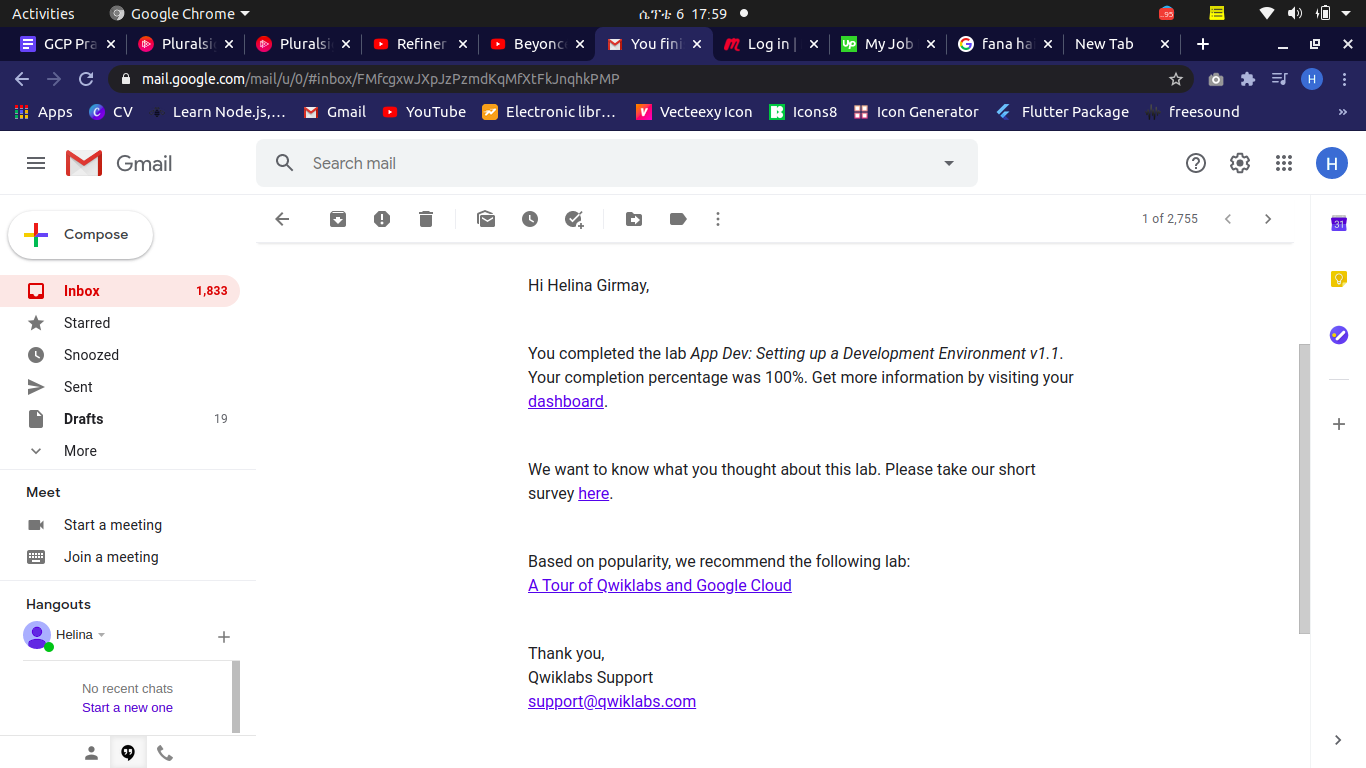 Activities
Google Chrome
ሴፕቴ 6 17:59
GCP Pra
Pluralsi
Pluralsi
Refiner
Beyonc
You fini
Log in |
My Job
fana ha
New Tab
mail.google.com/mail/u/0/#inbox/FMfcgxwJXpJzPzmdKqMfXtFkJnqhkPMP
H
Apps
CV
Learn Node.js,...
Gmail
YouTube
Electronic libr...
Vecteexy Icon
Icons8
Icon Generator
Flutter Package
freesound
»
Gmail
Search mail
H
Compose
1 of 2,755
31
Inbox 1,833
Starred
Snoozed
Sent
Drafts 19
More
Meet
Start a meeting
Join a meeting
Hangouts
Helina
No recent chats
Start a new one
Hi Helina Girmay,
You completed the lab App Dev: Setting up a Development Environment v1.1.
Your completion percentage was 100%. Get more information by visiting your
dashboard.
We want to know what you thought about this lab. Please take our short
survey here.
Based on popularity, we recommend the following lab:
A Tour of Qwiklabs and Google Cloud
Thank you,
Qwiklabs Support
support@qwiklabs.com